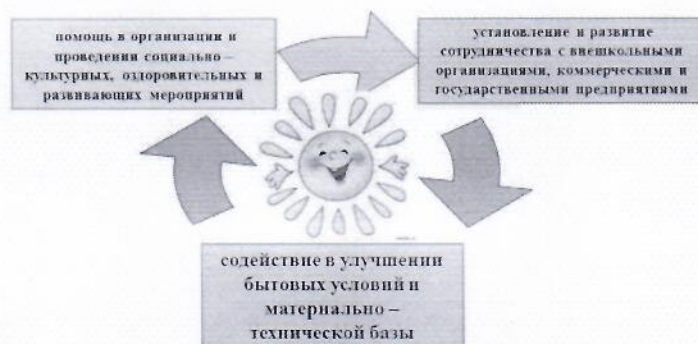 помощь в организации и
проведении социально –
культурных, оздоровительных и
развивающих мероприятий
установление и развитие
сотрудничества с внешкольными
организациями, коммерческими и
государственными предприятиями
содействие в улучшении
бытовых условий и
материально –
технической базы